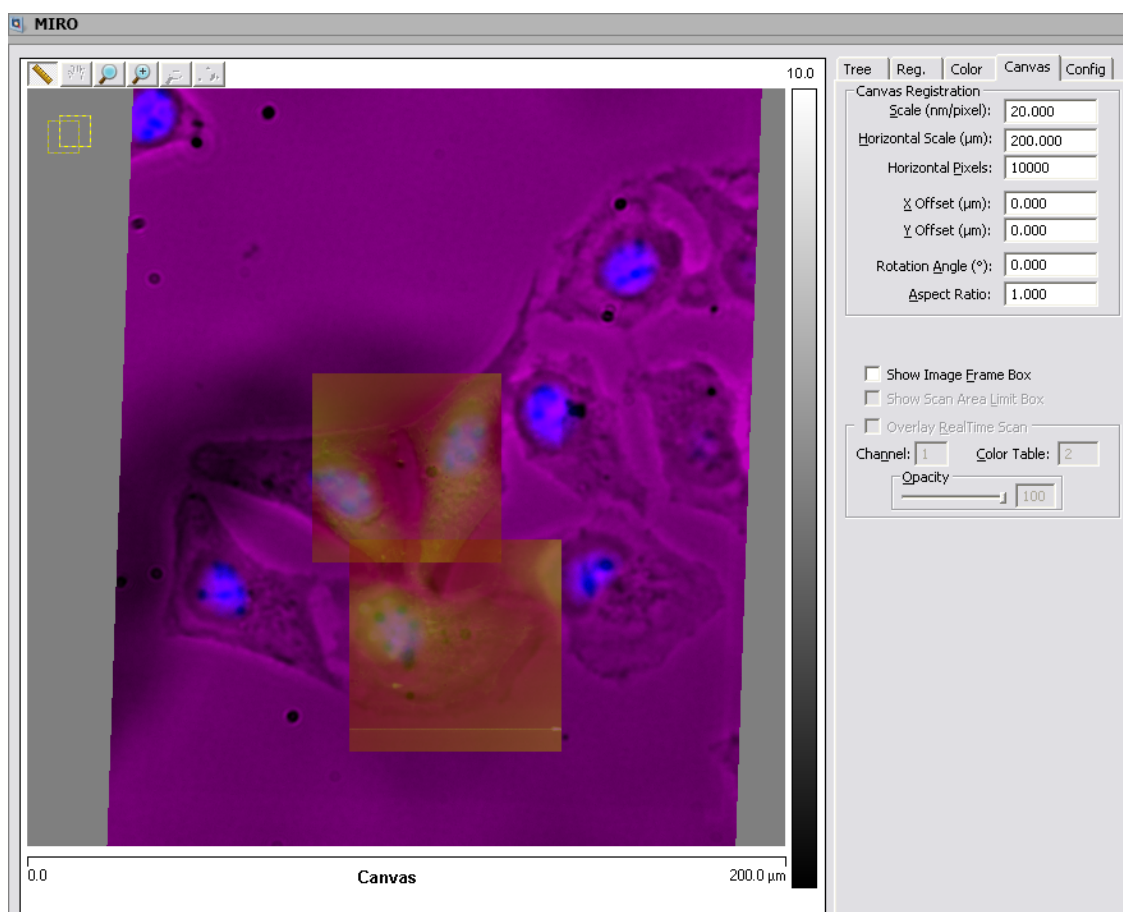 MIRO
10.0
0.0
Canvas
200.0 µm
Tree Reg. Color Canvas Config
Canvas Registration
Scale (nm/pixel): 20.000
Horizontal Scale (µm): 200.000
Horizontal Pixels: 10000
X Offset (µm): 0.000
Y Offset (µm): 0.000
Rotation Angle (°): 0.000
Aspect Ratio: 1.000
Show Image Frame Box
Show Scan Area Limit Box
Overlay RealTime Scan
Channel: 1 Color Table: 2
Opacity
100